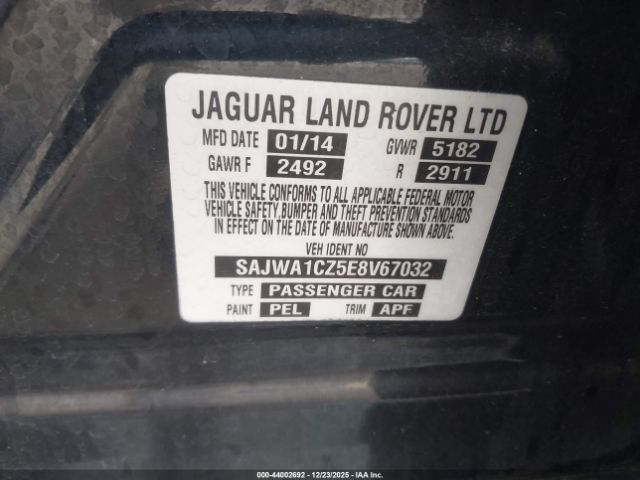 JAGUAR LAND ROVER LTD
MFD DATE 01/14 GVWR 5182
GAWR F 2492 R 2911
THIS VEHICLE CONFORMS TO ALL APPLICABLE FEDERAL MOTOR
VEHICLE SAFETY,BUMPER AND THEFT PREVENTION STANDARDS
IN EFFECT ON THE DATE OF MANUFACTURE SHOWN ABOVE.
VEH IDENT NO
SAJWA1CZ5E8V67032
TYPE PASSENGER CAR
PAINT PEL TRIM APF
000-44002692 - 12/23/2025 - IAAI.COM